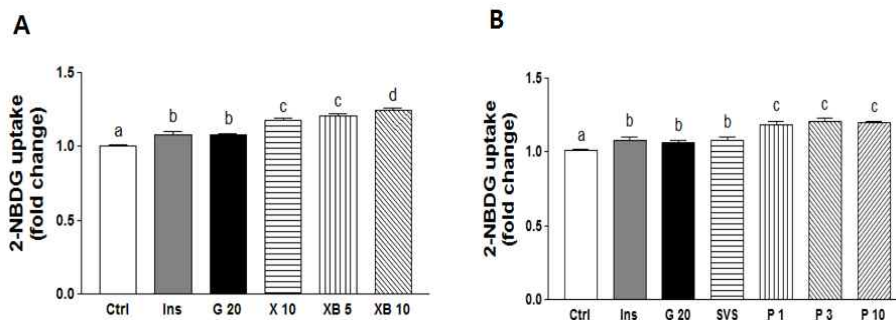 A
2-NBDG uptake
(fold change)
1.5
1.0
0.5
0.0
a
b
b
c
c
d
Ctrl
Ins
G 20
X 10
XB 5
XB 10
B
2-NBDG uptake
(fold change)
1.5
1.0
0.5
0.0
a
b
b
b
c
c
c
Ctrl
Ins
G 20
SVS
P 1
P 3
P 10